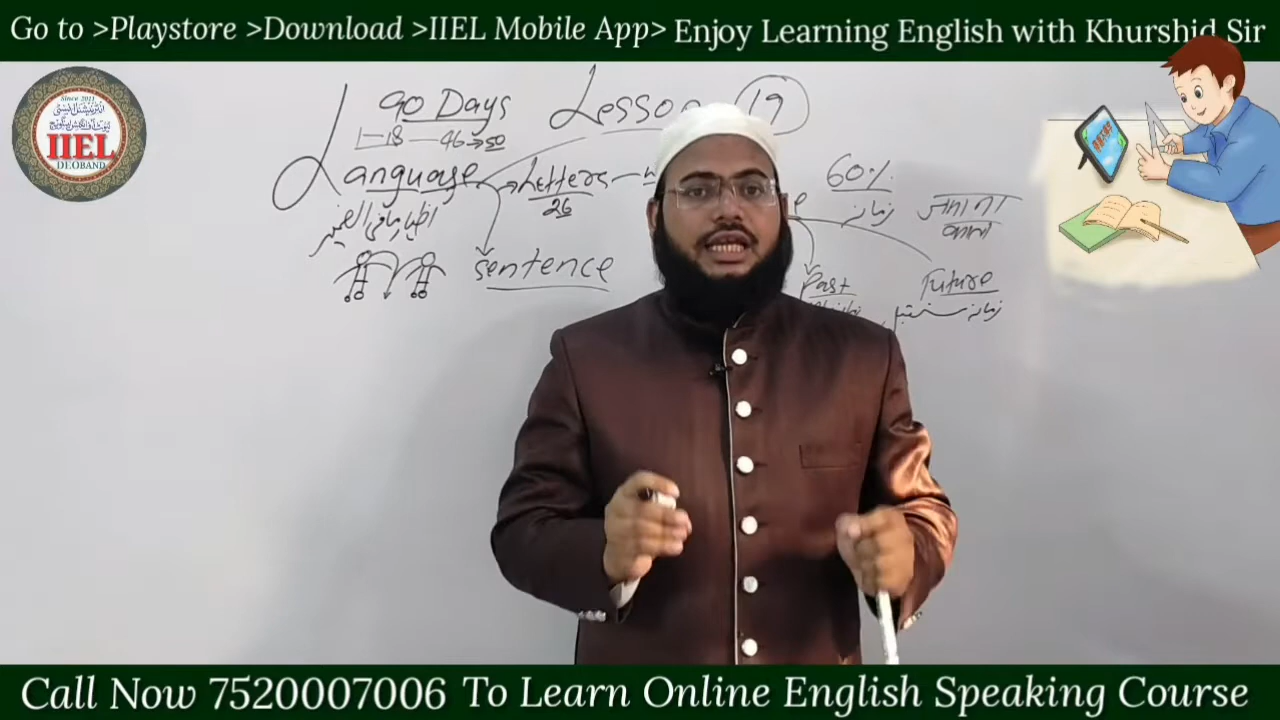 Go to >Playstore >Download >IIEL Mobile App> Enjoy Learning English with Khurshid Sir
Since 2011
IIEL
DEOBAND
90 Days Lesson 19
1—18 — 46→50
Language Letters
26
60%
زمانہ
ज़माना
काल
اظہار مافی الضمیر
sentence
Past
Future
زمانہ مستقبل
Call Now 7520007006 To Learn Online English Speaking Course